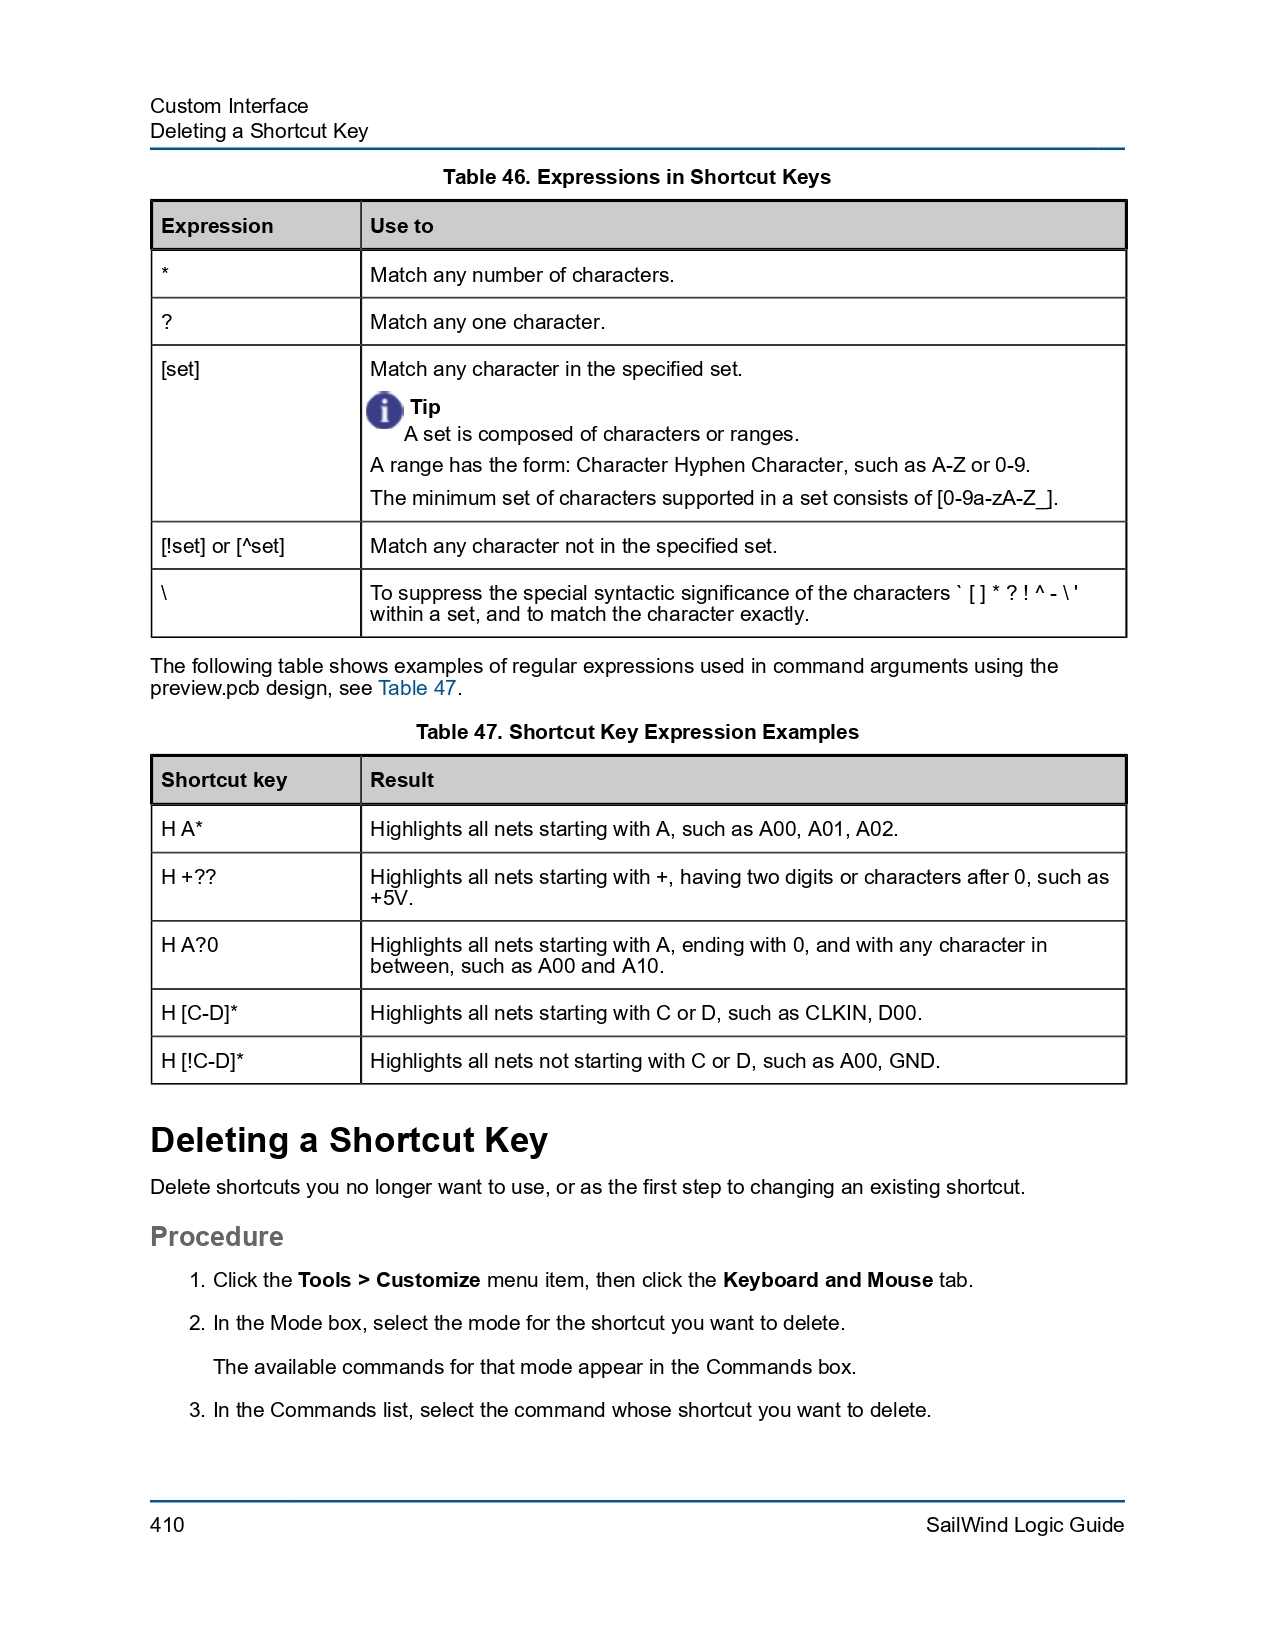 Custom Interface
Deleting a Shortcut Key
Table 46. Expressions in Shortcut Keys
Expression Use to
* Match any number of characters.
? Match any one character.
[set] Match any character in the specified set.
Tip
A set is composed of characters or ranges.
A range has the form: Character Hyphen Character, such as A-Z or 0-9.
The minimum set of characters supported in a set consists of [0-9a-zA-Z_].
[!set] or [^set] Match any character not in the specified set.
\ To suppress the special syntactic significance of the characters ` [ ] * ? ! ^ - \ '
within a set, and to match the character exactly.
The following table shows examples of regular expressions used in command arguments using the
preview.pcb design, see Table 47.
Table 47. Shortcut Key Expression Examples
Shortcut key Result
H A* Highlights all nets starting with A, such as A00, A01, A02.
H +?? Highlights all nets starting with +, having two digits or characters after 0, such as
+5V.
H A?0 Highlights all nets starting with A, ending with 0, and with any character in
between, such as A00 and A10.
H [C-D]* Highlights all nets starting with C or D, such as CLKIN, D00.
H [!C-D]* Highlights all nets not starting with C or D, such as A00, GND.
Deleting a Shortcut Key
Delete shortcuts you no longer want to use, or as the first step to changing an existing shortcut.
Procedure
1. Click the Tools > Customize menu item, then click the Keyboard and Mouse tab.
2. In the Mode box, select the mode for the shortcut you want to delete.
The available commands for that mode appear in the Commands box.
3. In the Commands list, select the command whose shortcut you want to delete.
410 SailWind Logic Guide